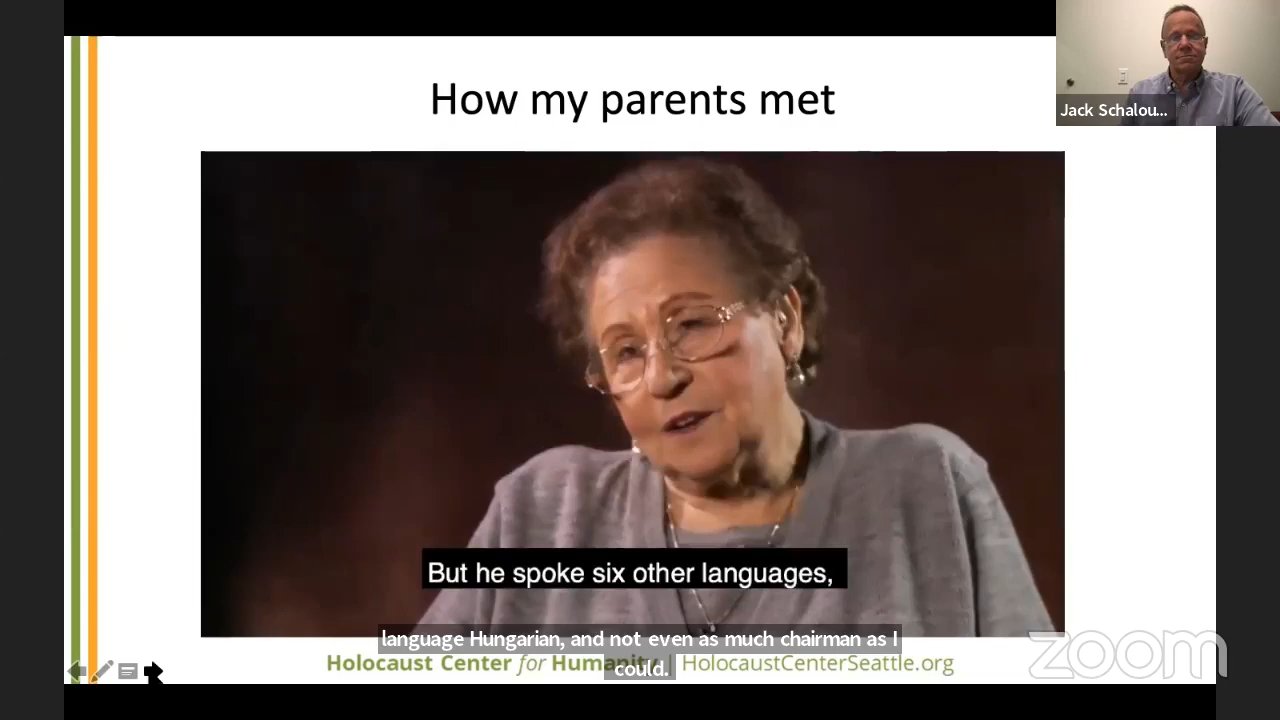 How my parents met
Jack Schalou...
But he spoke six other languages,
language Hungarian, and not even as much chairman as I
could.
Holocaust Center for Humanity | HolocaustCenterSeattle.org
zoom